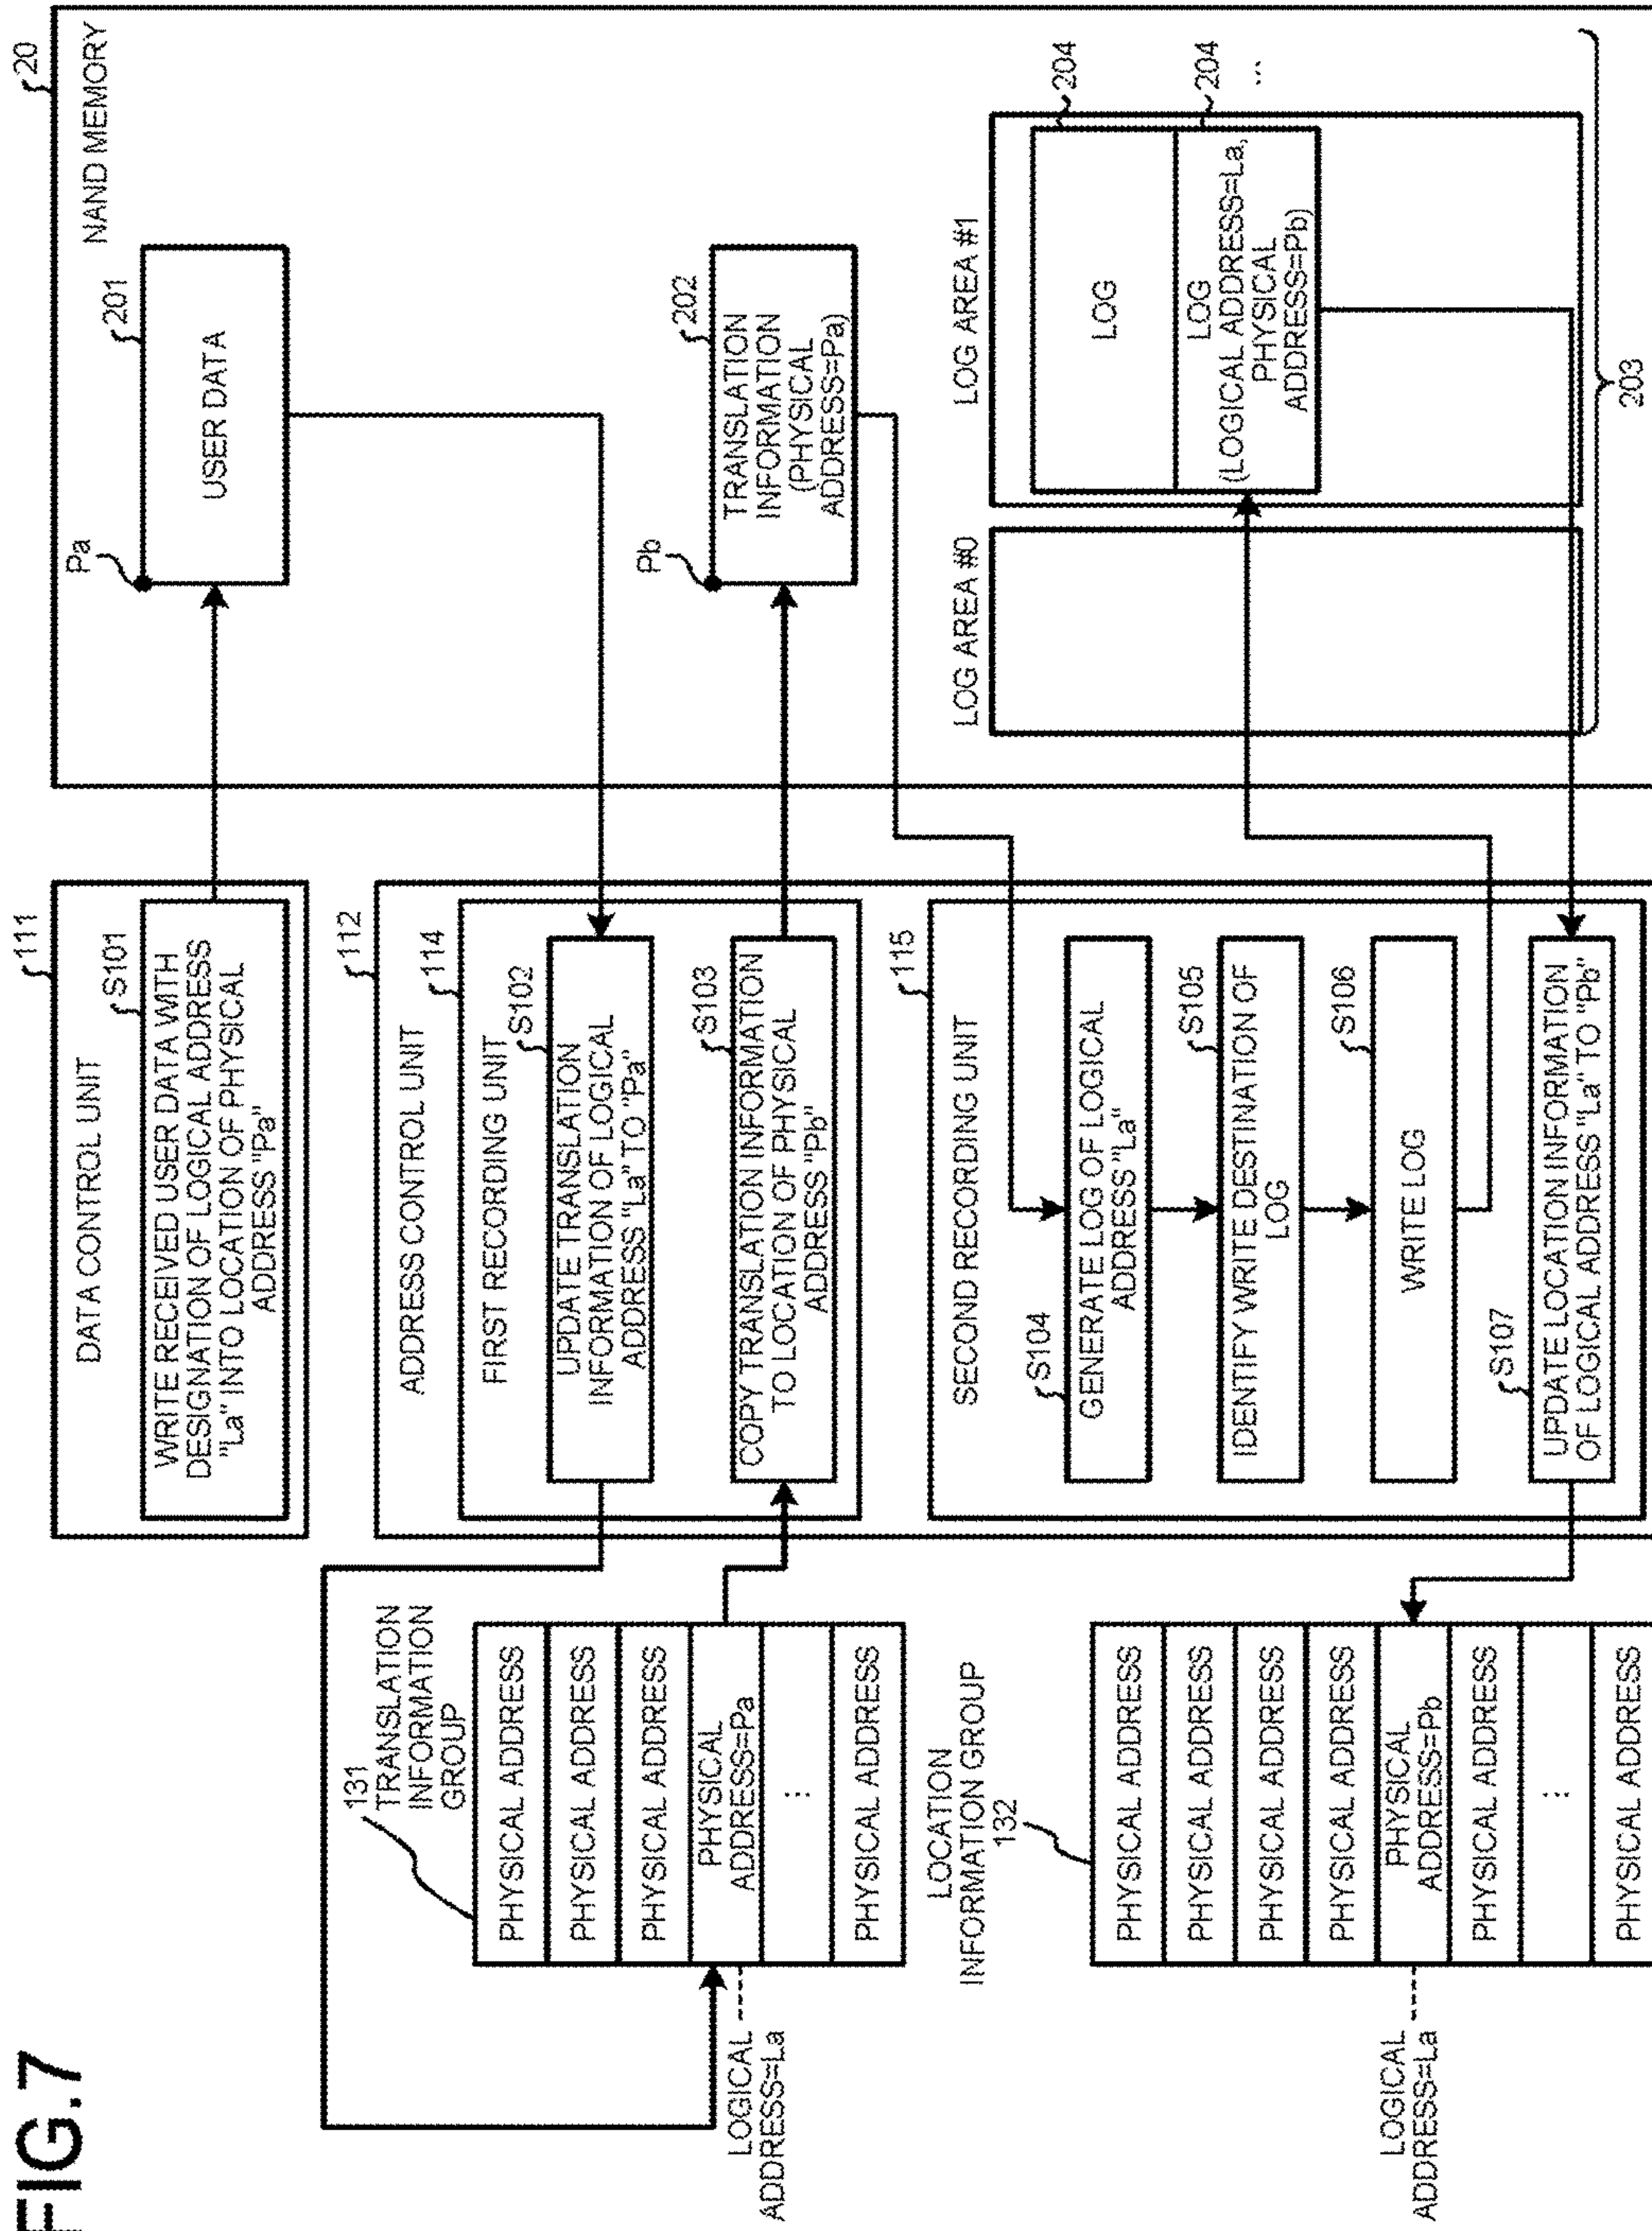 FIG.7
131
TRANSLATION
INFORMATION
GROUP
PHYSICAL ADDRESS
PHYSICAL ADDRESS
PHYSICAL ADDRESS
PHYSICAL
ADDRESS=Pa
...
PHYSICAL ADDRESS
LOGICAL
ADDRESS=La
LOCATION
INFORMATION GROUP
132
PHYSICAL ADDRESS
PHYSICAL ADDRESS
PHYSICAL ADDRESS
PHYSICAL ADDRESS
PHYSICAL
ADDRESS=Pb
PHYSICAL ADDRESS
...
PHYSICAL ADDRESS
LOGICAL
ADDRESS=La
111
DATA CONTROL UNIT
S101
WRITE RECEIVED USER DATA WITH
DESIGNATION OF LOGICAL ADDRESS
"La" INTO LOCATION OF PHYSICAL
ADDRESS "Pa"
112
ADDRESS CONTROL UNIT
114
FIRST RECORDING UNIT
S102
UPDATE TRANSLATION
INFORMATION OF LOGICAL
ADDRESS "La" TO "Pa"
S103
COPY TRANSLATION INFORMATION
TO LOCATION OF PHYSICAL
ADDRESS "Pb"
115
SECOND RECORDING UNIT
S104
GENERATE LOG OF LOGICAL
ADDRESS "La"
S105
IDENTIFY WRITE DESTINATION OF
LOG
S106
WRITE LOG
S107
UPDATE LOCATION INFORMATION
OF LOGICAL ADDRESS "La" TO "Pb"
20
NAND MEMORY
Pa
201
USER DATA
Pb
202
TRANSLATION
INFORMATION
(PHYSICAL
ADDRESS=Pa)
LOG AREA #0
LOG AREA #1
204
LOG
204
LOG
(LOGICAL ADDRESS=La,
PHYSICAL
ADDRESS=Pb)
...
203